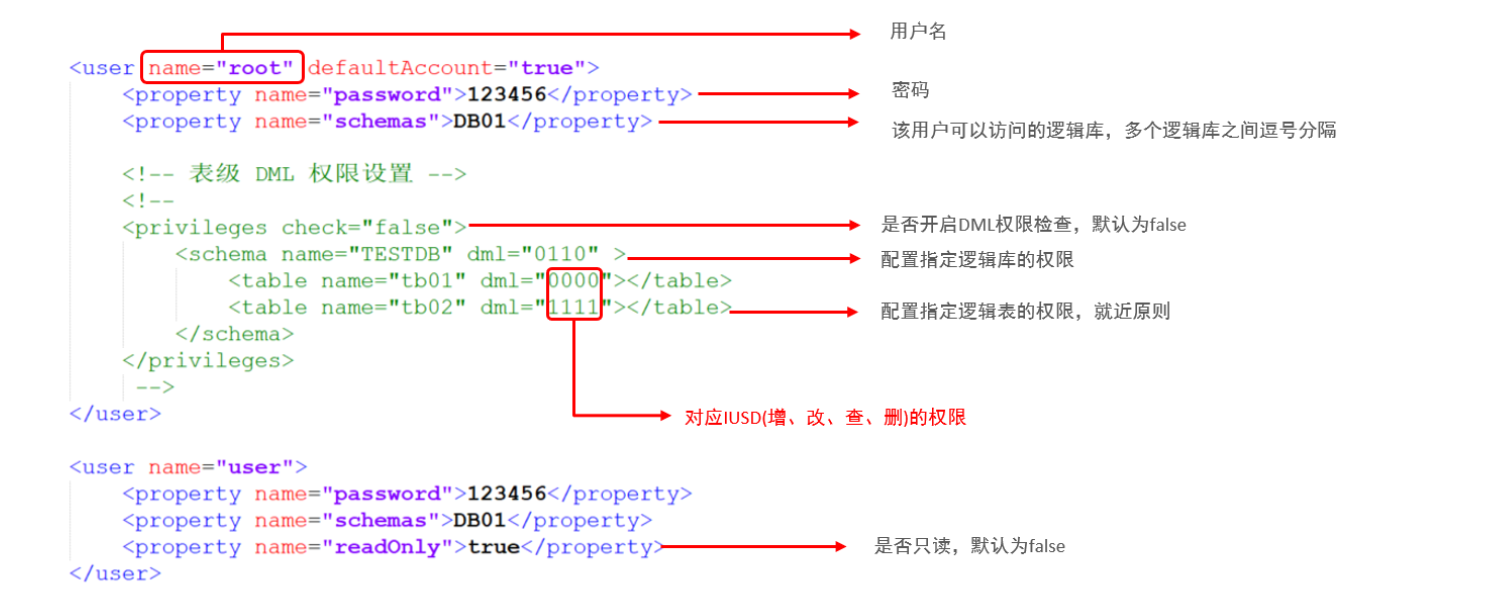 用户名
<user name="root" defaultAccount="true">
<property name="password">123456</property>
密码
<property name="schemas">DB01</property>
该用户可以访问的逻辑库，多个逻辑库之间逗号分隔
<!-- 表级 DML 权限设置 -->
<!--
<privileges check="false">
是否开启DML权限检查，默认为false
<schema name="TESTDB" dml="0110" >
配置指定逻辑库的权限
<table name="tb01" dml="0000"></table>
<table name="tb02" dml="1111"></table>
配置指定逻辑表的权限，就近原则
</schema>
</privileges>
-->
</user>
对应IUSD(增、改、查、删)的权限
<user name="user">
<property name="password">123456</property>
<property name="schemas">DB01</property>
<property name="readOnly">true</property>
是否只读，默认为false
</user>